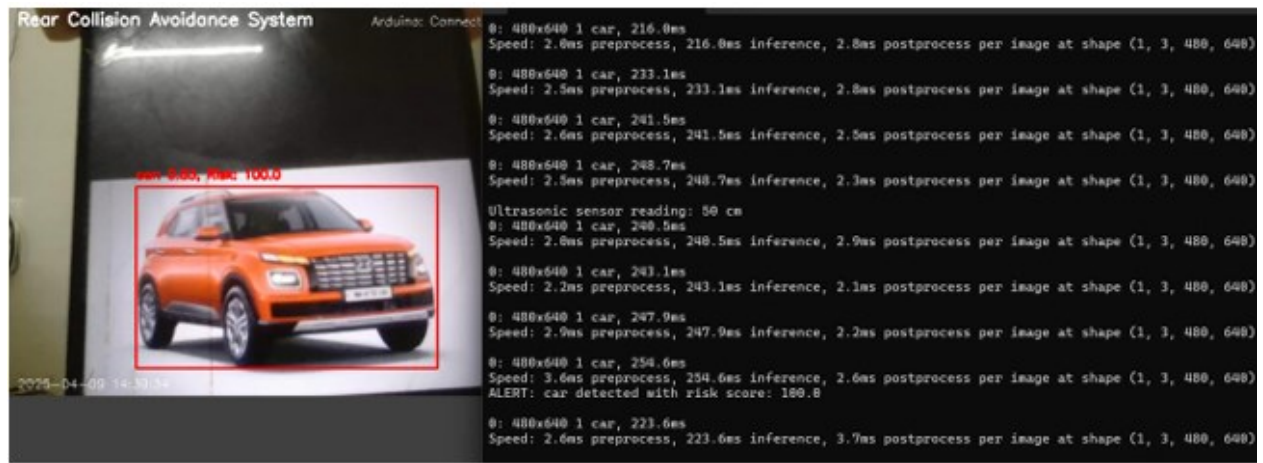 Rear Collision Avoidance System
Arduino: Connect
Risk: 100.0
2025-04-09
0: 480x640 1 car, 216.0ms
Speed: 2.0ms preprocess, 216.0ms inference, 2.8ms postprocess per image at shape (1, 3, 480, 640)
0: 480x640 1 car, 233.1ms
Speed: 2.5ms preprocess, 233.1ms inference, 2.8ms postprocess per image at shape (1, 3, 480, 640)
0: 480x640 1 car, 241.5ms
Speed: 2.6ms preprocess, 241.5ms inference, 2.5ms postprocess per image at shape (1, 3, 480, 640)
0: 480x640 1 car, 248.7ms
Speed: 2.5ms preprocess, 248.7ms inference, 2.3ms postprocess per image at shape (1, 3, 480, 640)
Ultrasonic sensor reading: 50 cm
0: 480x640 1 car, 240.5ms
Speed: 2.0ms preprocess, 240.5ms inference, 2.9ms postprocess per image at shape (1, 3, 480, 640)
0: 480x640 1 car, 243.1ms
Speed: 2.2ms preprocess, 243.1ms inference, 2.1ms postprocess per image at shape (1, 3, 480, 640)
0: 480x640 1 car, 247.9ms
Speed: 2.9ms preprocess, 247.9ms inference, 2.2ms postprocess per image at shape (1, 3, 480, 640)
0: 480x640 1 car, 254.6ms
Speed: 3.6ms preprocess, 254.6ms inference, 2.6ms postprocess per image at shape (1, 3, 480, 640)
ALERT: car detected with risk score: 100.0
0: 480x640 1 car, 223.6ms
Speed: 2.6ms preprocess, 223.6ms inference, 3.7ms postprocess per image at shape (1, 3, 480, 640)